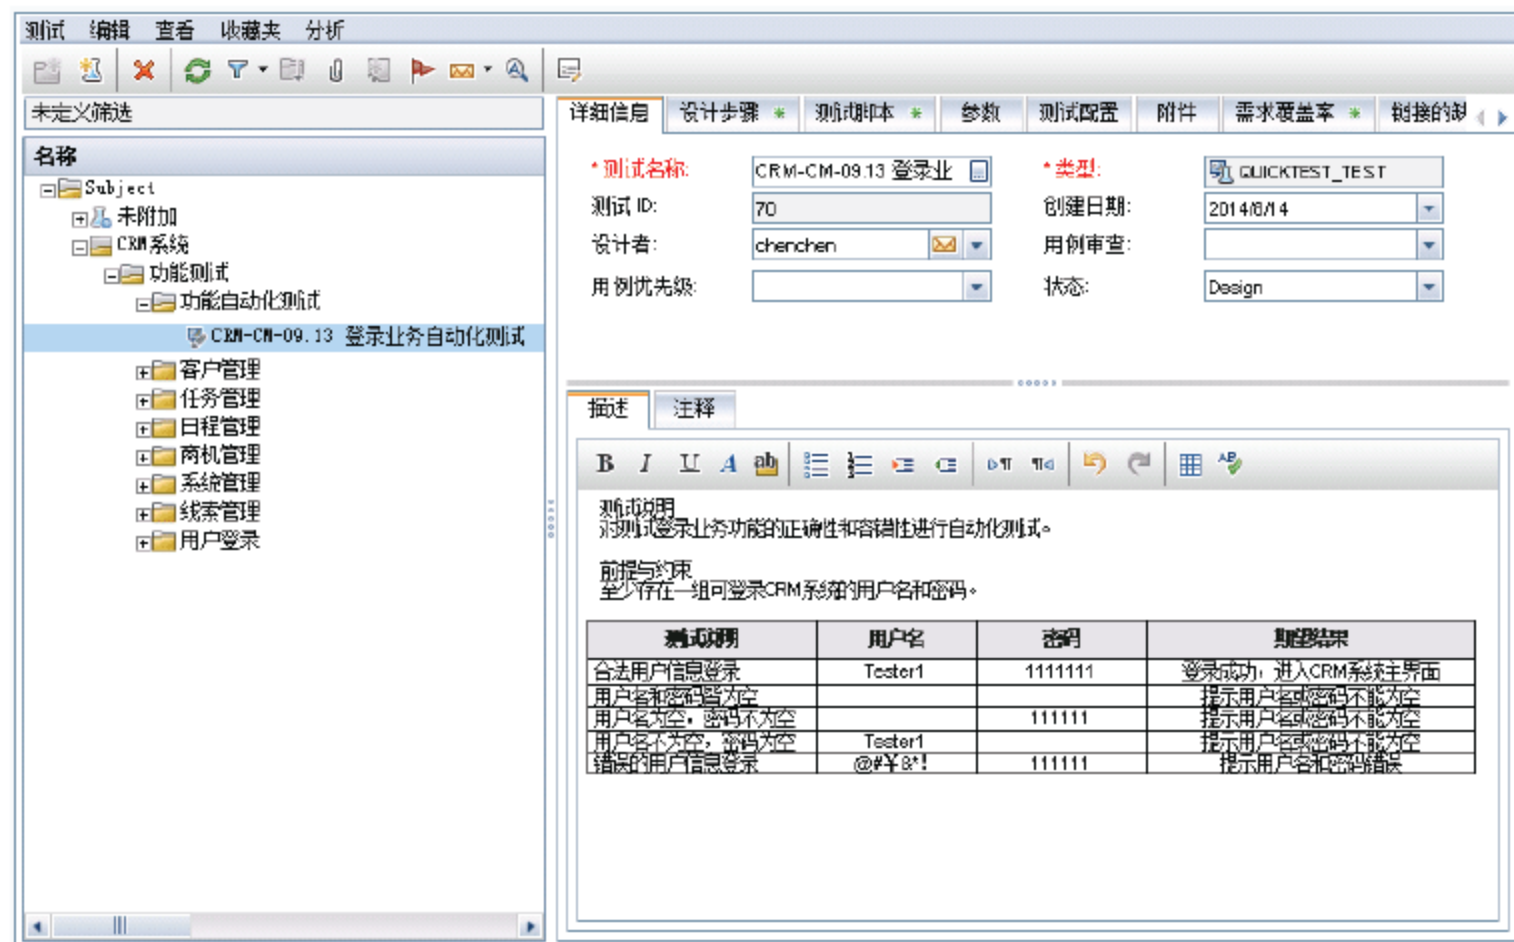 测试 编辑 查看 收藏夹 分析
未定义筛选
名称
Subject
未附加
CRM系统
功能测试
功能自动化测试
CRM-CM-09.13 登录业务自动化测试
客户管理
任务管理
日程管理
商机管理
系统管理
线索管理
用户登录
详细信息 设计步骤 * 测试脚本 * 参数 测试配置 附件 需求覆盖率 * 链接的缺
*测试名称: CRM-CM-09.13 登录业 *类型: QUICKTEST_TEST
测试 ID: 70 创建日期: 2014/8/14
设计者: chenchen 用例审查:
用例优先级: 状态: Design
描述 注释
B I U A ab
测试说明
对测试登录业务功能的正确性和容错性进行自动化测试。
前提与约束
至少存在一组可登录CRM系统的用户名和密码。
测试说明 用户名 密码 期望结果
合法用户信息登录 Tester1 1111111 登录成功，进入CRM系统主界面
用户名和密码皆为空 提示用户名或密码不能为空
用户名为空，密码不为空 111111 提示用户名或密码不能为空
用户名不为空，密码为空 Tester1 提示用户名或密码不能为空
错误的用户信息登录 @#￥&*! 111111 提示用户名和密码错误